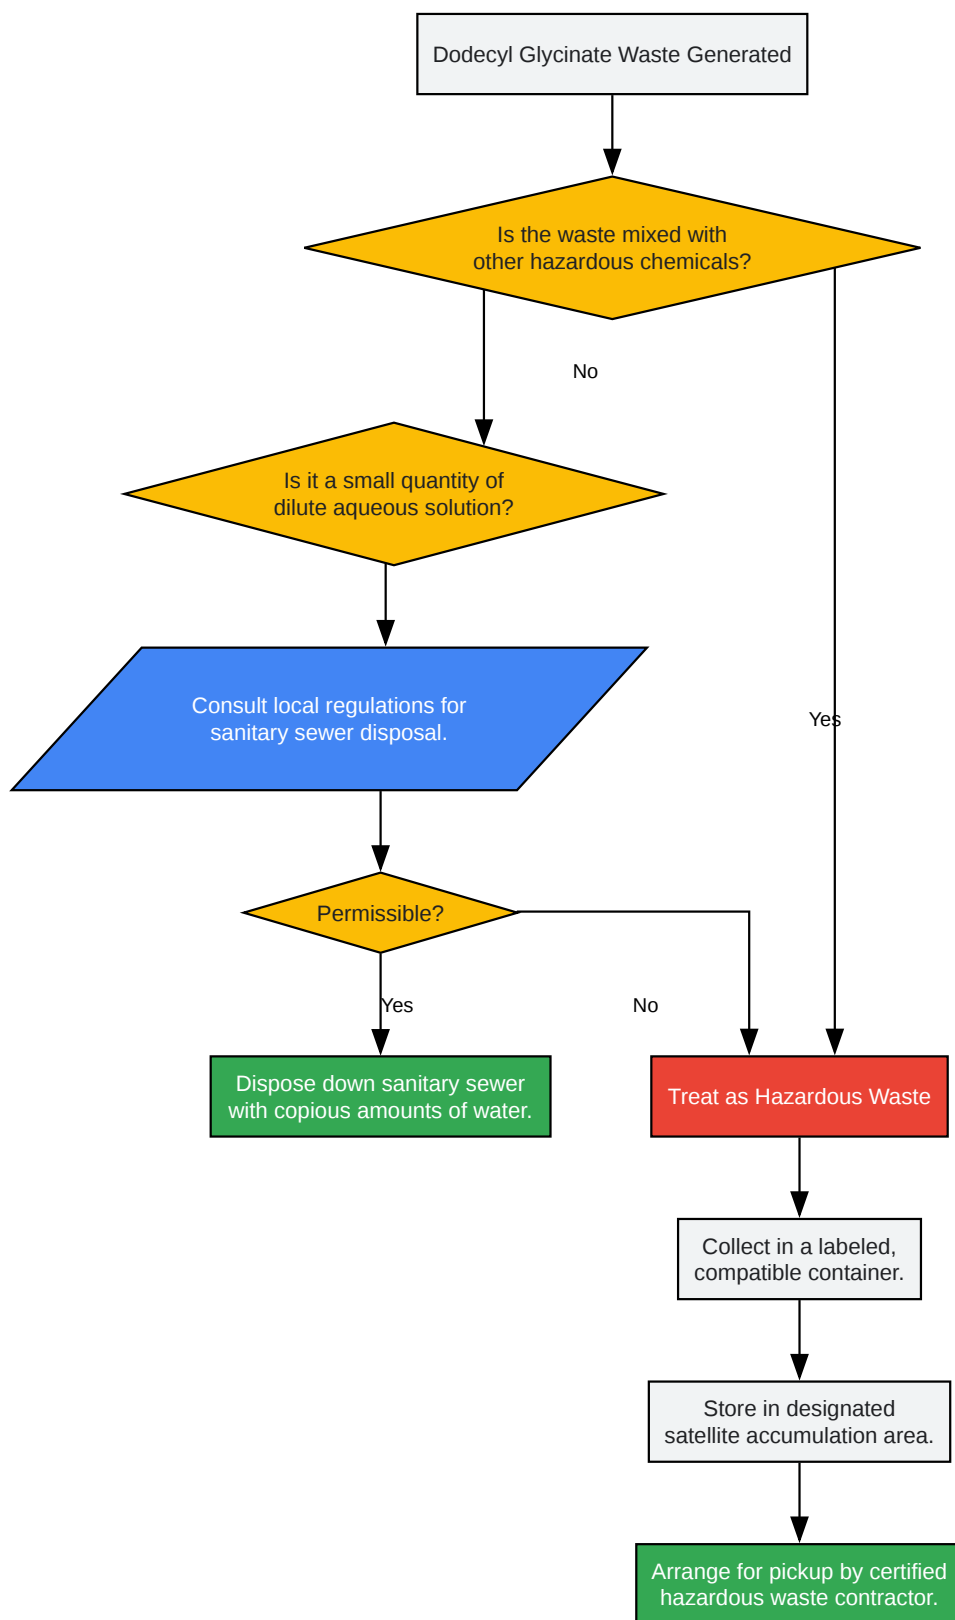 Dodecyl Glycinate Waste Generated
Is the waste mixed with
other hazardous chemicals?
No
Is it a small quantity of
dilute aqueous solution?
Consult local regulations for
sanitary sewer disposal.
Yes
Permissible?
Yes
No
Dispose down sanitary sewer
with copious amounts of water.
Treat as Hazardous Waste
Collect in a labeled,
compatible container.
Store in designated
satellite accumulation area.
Arrange for pickup by certified
hazardous waste contractor.